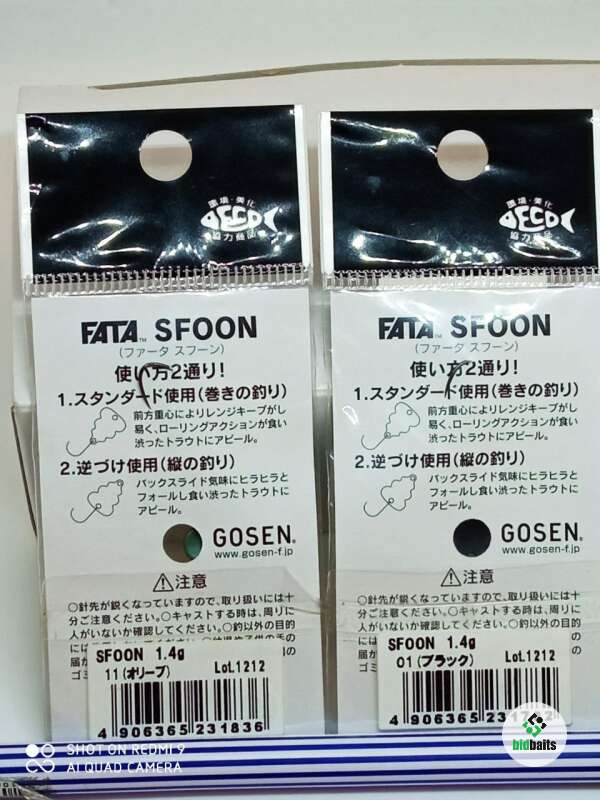 環境・美化
ECO
協力商品
FATA™ SFOON
(ファータ スフーン)
使い方2通り!
1.スタンダード使用(巻きの釣り)
前方重心によりレンジキープがし
易く、ローリングアクションが食い
渋ったトラウトにアピール。
2.逆づけ使用(縦の釣り)
バックスライド気味にヒラヒラと
フォールし食い渋ったトラウトに
アピール。
GOSEN®
www.gosen-f.jp
⚠注意
○針先が鋭くなっていますので、取り扱いには十
分ご注意ください。○キャストする時は、周りに
人がいないか確認してください。○釣以外の目的
SFOON 1.4g
11(オリーブ) Lot.1212
4 906365 231836
環境・美化
ECO
協力商品
FATA™ SFOON
(ファータ スフーン)
使い方2通り!
1.スタンダード使用(巻きの釣り)
前方重心によりレンジキープがし
易く、ローリングアクションが食い
渋ったトラウトにアピール。
2.逆づけ使用(縦の釣り)
バックスライド気味にヒラヒラと
フォールし食い渋ったトラウトに
アピール。
GOSEN®
www.gosen-f.jp
⚠注意
○針先が鋭くなっていますので、取り扱いには十
分ご注意ください。○キャストする時は、周りに
人がいないか確認してください。○釣以外の目的
SFOON 1.4g
01(ブラック) Lot.1212
4 906365
bidbaits
SHOT ON REDMI 9
AI QUAD CAMERA